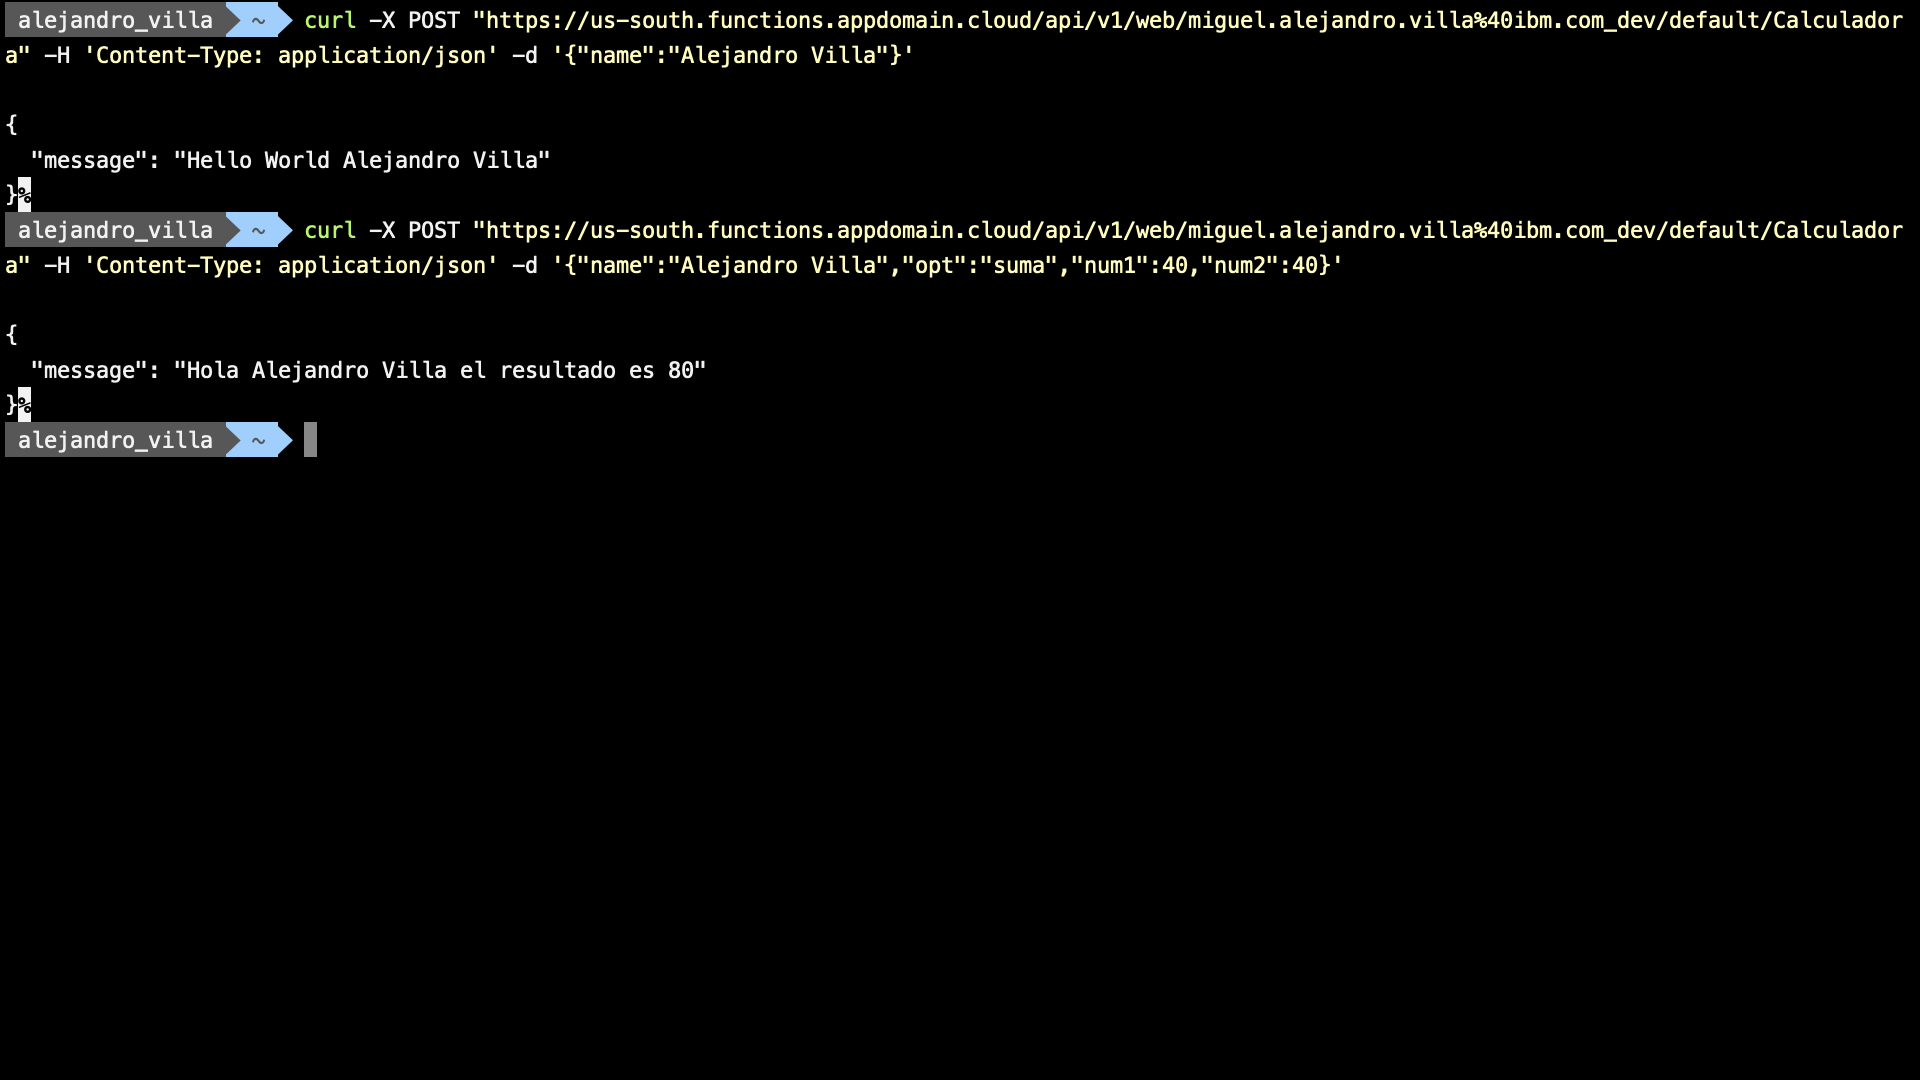 alejandro_villa ~ curl -X POST "https://us-south.functions.appdomain.cloud/api/v1/web/miguel.alejandro.villa%40ibm.com_dev/default/Calculador
a" -H 'Content-Type: application/json' -d '{"name":"Alejandro Villa"}'
{
  "message": "Hello World Alejandro Villa"
}%
alejandro_villa ~ curl -X POST "https://us-south.functions.appdomain.cloud/api/v1/web/miguel.alejandro.villa%40ibm.com_dev/default/Calculador
a" -H 'Content-Type: application/json' -d '{"name":"Alejandro Villa","opt":"suma","num1":40,"num2":40}'
{
  "message": "Hola Alejandro Villa el resultado es 80"
}%
alejandro_villa ~